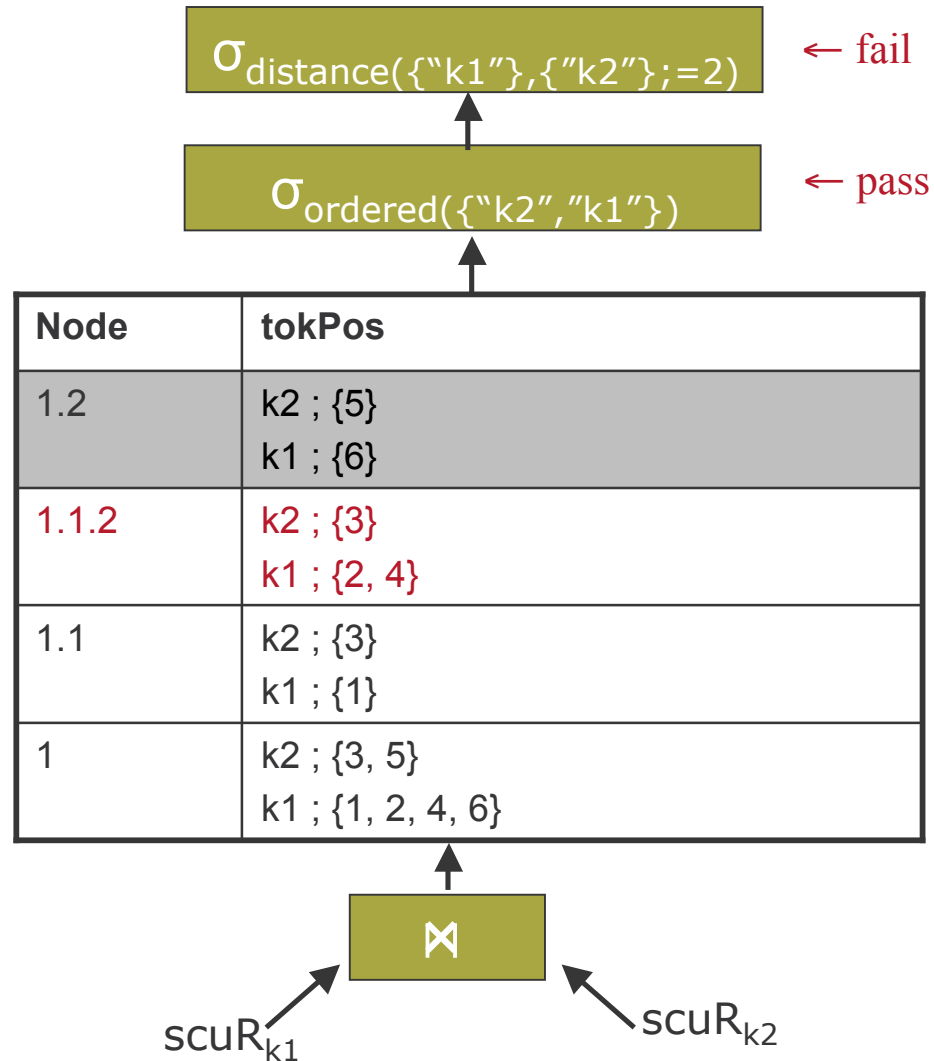 σdistance({“k1”},{”k2”};=2) ← fail
σordered({“k2”,”k1”}) ← pass
Node tokPos
1.2 k2 ; {5}
k1 ; {6}
1.1.2 k2 ; {3}
k1 ; {2, 4}
1.1 k2 ; {3}
k1 ; {1}
1 k2 ; {3, 5}
k1 ; {1, 2, 4, 6}
⋈
scuRk1 scuRk2